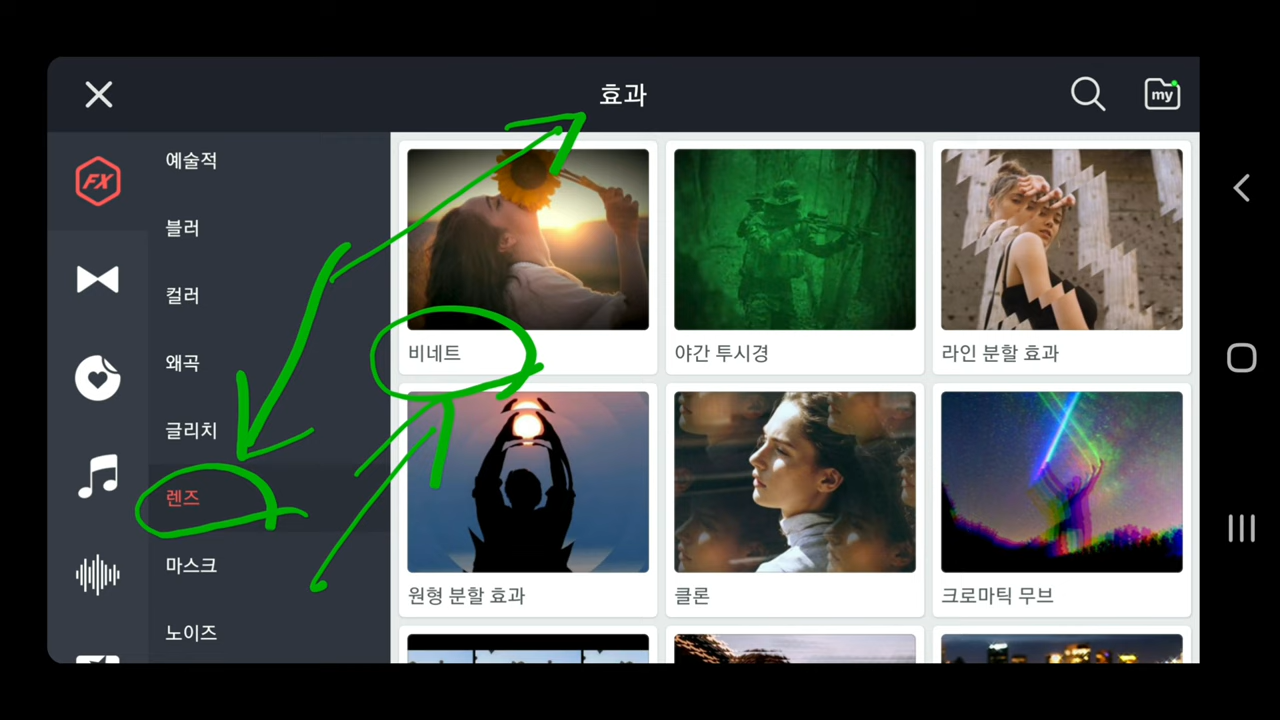 효과
my
FX
예술적
블러
컬러
왜곡
글리치
렌즈
마스크
노이즈
비네트
야간 투시경
라인 분할 효과
원형 분할 효과
클론
크로마틱 무브